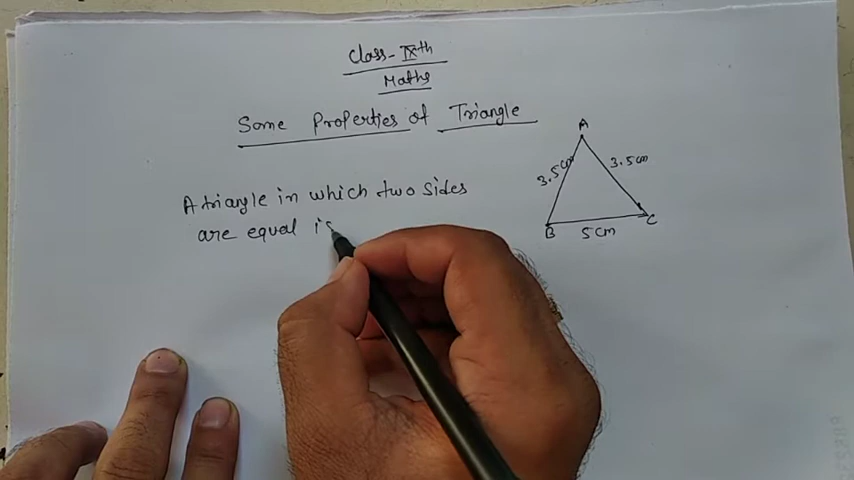 Class-IXth
Maths
Some Properties of Triangle
A
3.5cm
3.5cm
A triangle in which two sides
are equal is
B
5cm
C